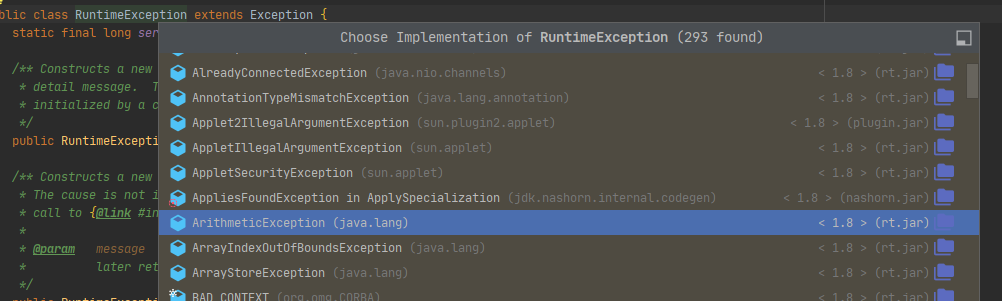 blic class RuntimeException extends Exception {
static final long ser
Choose Implementation of RuntimeException (293 found)
/** Constructs a new
* detail message. T
* initialized by a c
*/
public RuntimeExcepti
/** Constructs a new
* The cause is not i
* call to {@link #in
*
* @param message
* later ret
*/
AlreadyConnectedException (java.nio.channels) < 1.8 > (rt.jar)
AnnotationTypeMismatchException (java.lang.annotation) < 1.8 > (rt.jar)
Applet2IllegalArgumentException (sun.plugin2.applet) < 1.8 > (plugin.jar)
AppletIllegalArgumentException (sun.applet) < 1.8 > (rt.jar)
AppletSecurityException (sun.applet) < 1.8 > (rt.jar)
AppliesFoundException in ApplySpecialization (jdk.nashorn.internal.codegen) < 1.8 > (nashorn.jar)
ArithmeticException (java.lang) < 1.8 > (rt.jar)
ArrayIndexOutOfBoundsException (java.lang) < 1.8 > (rt.jar)
ArrayStoreException (java.lang) < 1.8 > (rt.jar)
BAD_CONTEXT (org.omg.CORBA) < 1.8 > (rt.jar)
public RuntimeExcepti